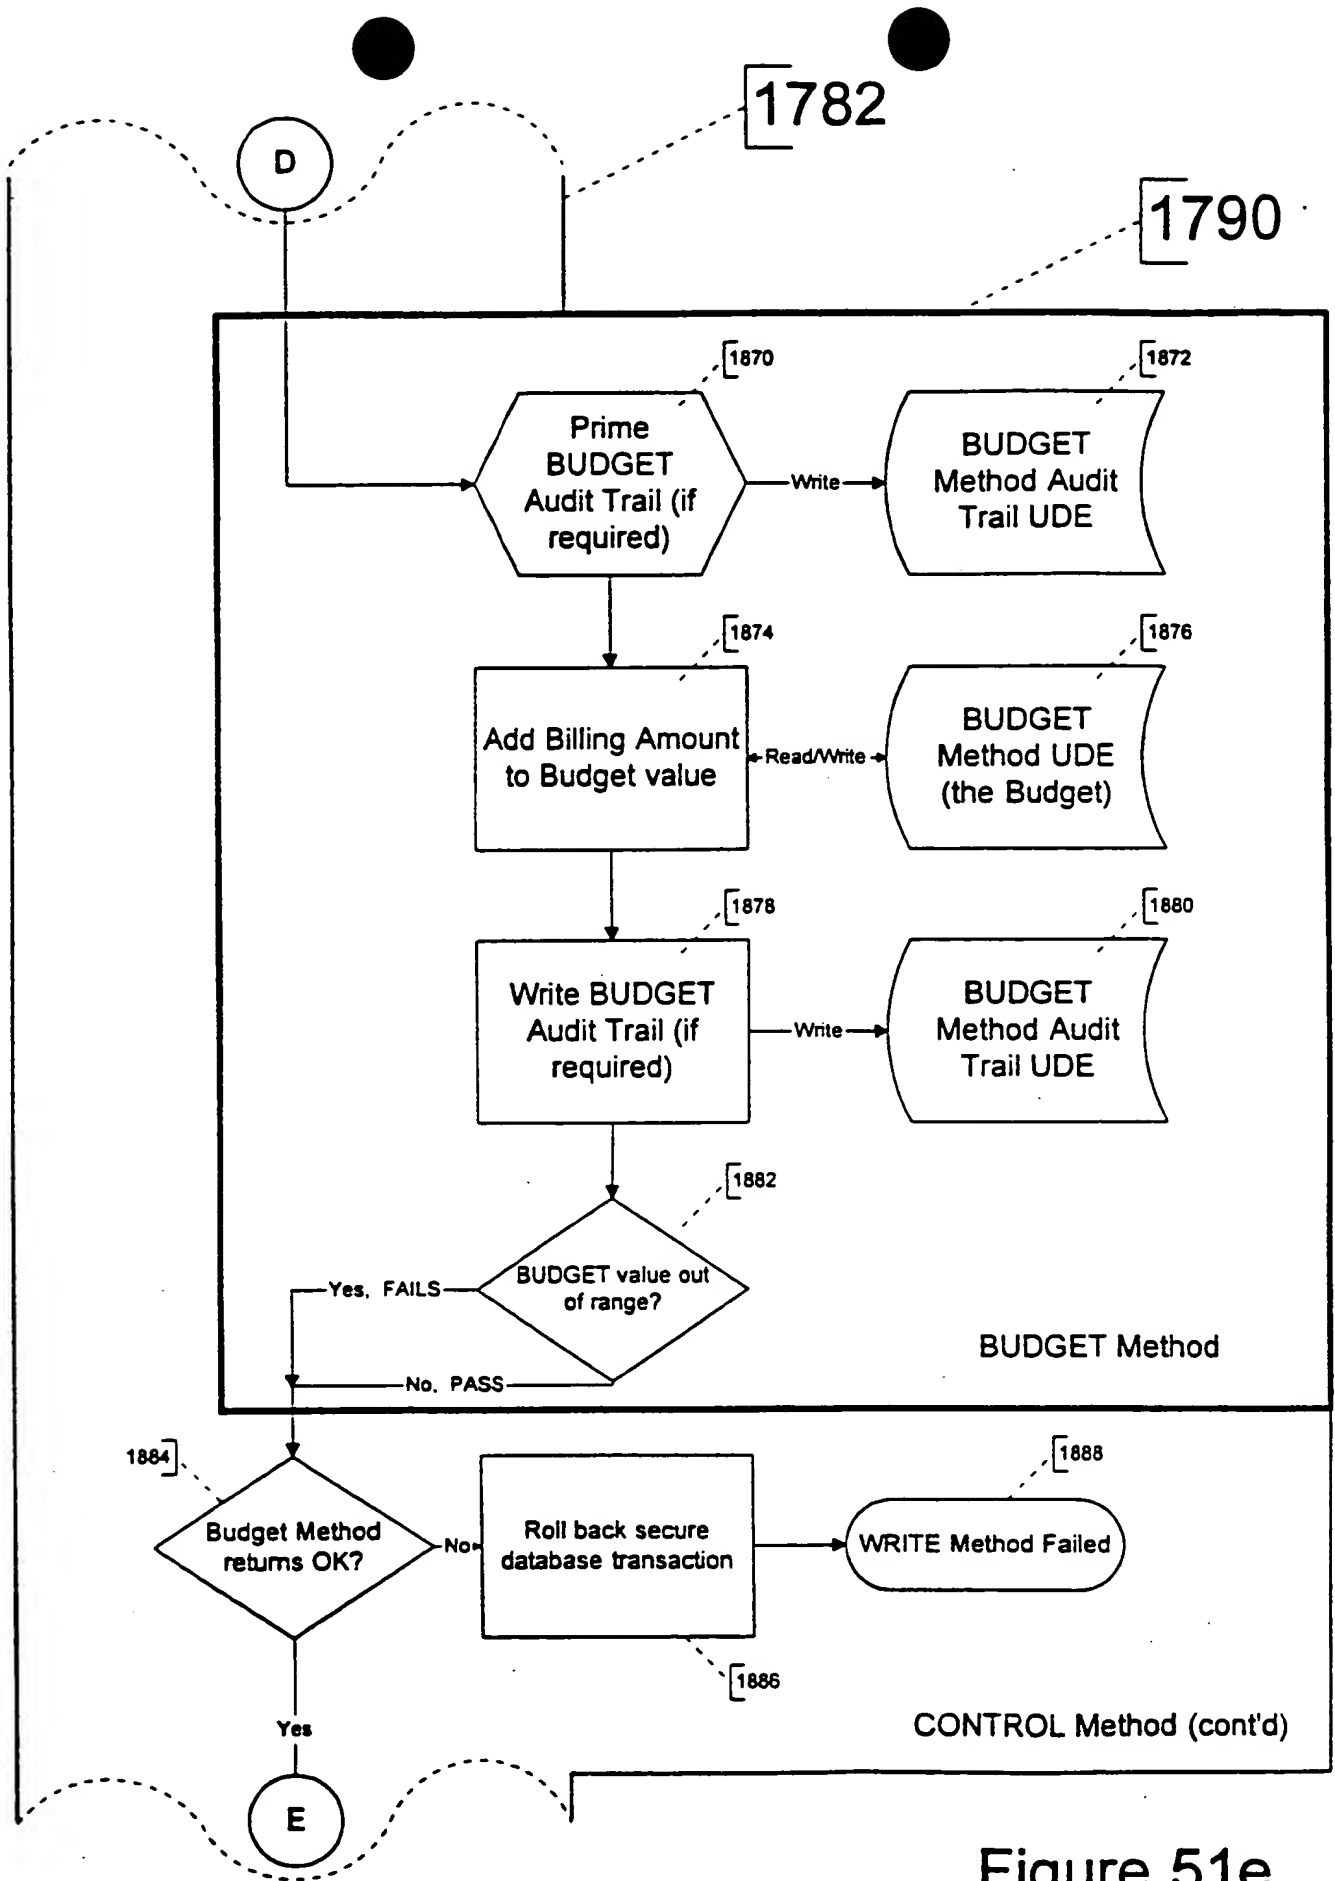 1782
D
1790
1870
1872
Prime
BUDGET
Audit Trail (if
required)
Write
BUDGET
Method Audit
Trail UDE
1874
1876
Add Billing Amount
to Budget value
Read/Write
BUDGET
Method UDE
(the Budget)
1878
1880
Write BUDGET
Audit Trail (if
required)
Write
BUDGET
Method Audit
Trail UDE
1882
BUDGET value out
of range?
Yes, FAILS
BUDGET Method
No, PASS
1884
1888
Budget Method
returns OK?
No
Roll back secure
database transaction
WRITE Method Failed
1886
Yes
CONTROL Method (cont'd)
E
Figure 51e